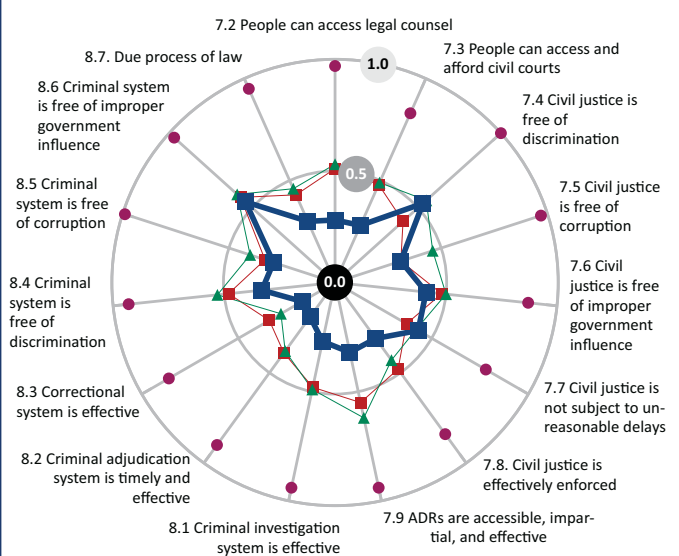 7.2 People can access legal counsel
7.3 People can access and
afford civil courts
7.4 Civil justice is
free of
discrimination
7.5 Civil justice
is free of
corruption
7.6 Civil
justice is free
of improper
government
influence
7.7 Civil justice is
not subject to un-
reasonable delays
7.8. Civil justice is
effectively enforced
7.9 ADRs are accessible, impar-
tial, and effective
8.1 Criminal investigation
system is effective
8.2 Criminal adjudication
system is timely and
effective
8.3 Correctional
system is effective
8.4 Criminal
system is
free of
discrimination
8.5 Criminal
system is free
of corruption
8.6 Criminal system
is free of improper
government
influence
8.7. Due process of law
1.0
0.5
0.0